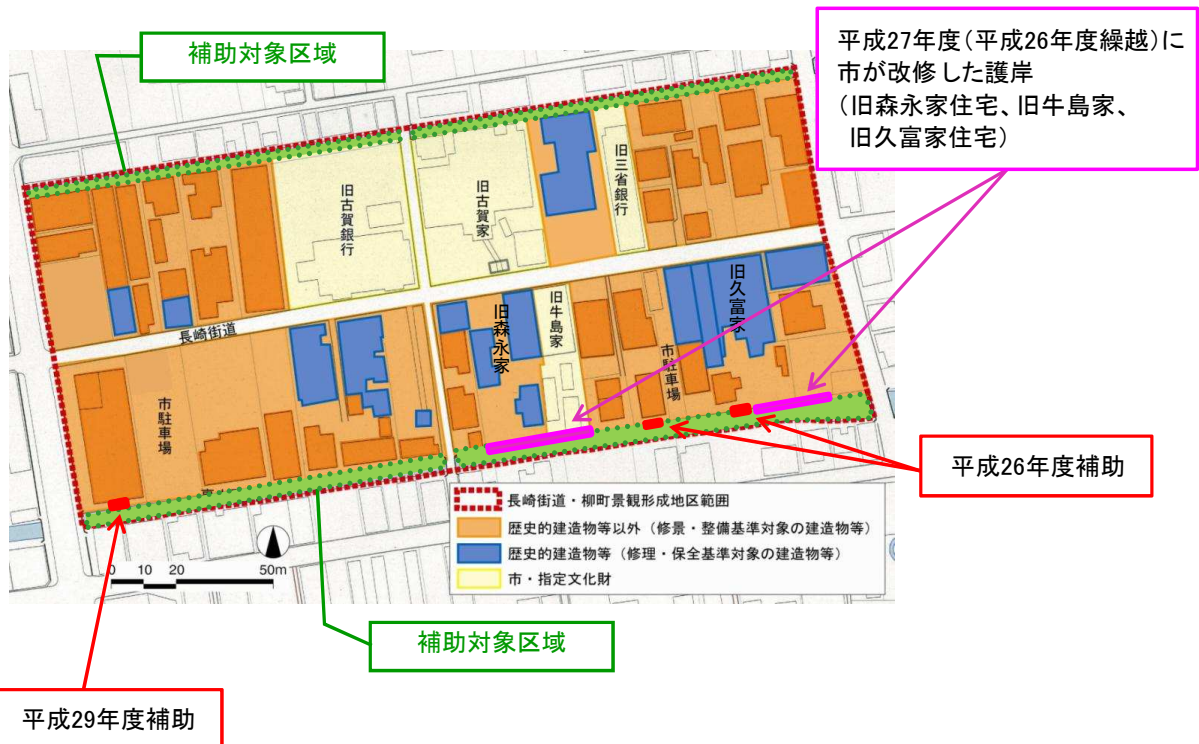 補助対象区域
平成27年度(平成26年度繰越)に
市が改修した護岸
(旧森永家住宅、旧牛島家、
旧久富家住宅)
旧古賀銀行
旧古賀家
旧三省銀行
長崎街道
旧森永家
旧牛島家
旧久富家
市駐車場
市駐車場
平成26年度補助
長崎街道・柳町景観形成地区範囲
歴史的建造物等以外(修景・整備基準対象の建造物等)
歴史的建造物等(修理・保全基準対象の建造物等)
市・指定文化財
0 10 20 50m
補助対象区域
平成29年度補助